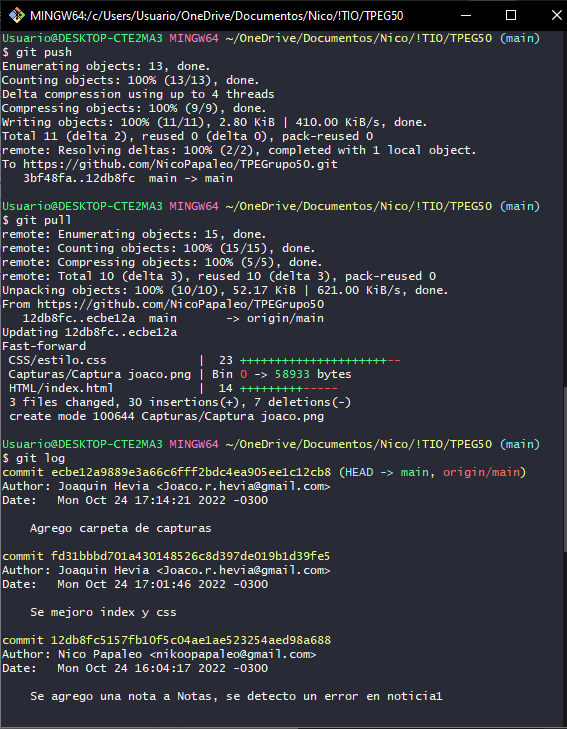 MINGW64:/c/Users/Usuario/OneDrive/Documentos/Nico/!TIO/TPEG50
Usuario@DESKTOP-CTE2MA3 MINGW64 ~/OneDrive/Documentos/Nico/!TIO/TPEG50 (main)
$ git push
Enumerating objects: 13, done.
Counting objects: 100% (13/13), done.
Delta compression using up to 4 threads
Compressing objects: 100% (9/9), done.
Writing objects: 100% (11/11), 2.80 KiB | 410.00 KiB/s, done.
Total 11 (delta 2), reused 0 (delta 0), pack-reused 0
remote: Resolving deltas: 100% (2/2), completed with 1 local object.
To https://github.com/NicoPapaleo/TPEGrupo50.git
   3bf48fa..12db8fc  main -> main
Usuario@DESKTOP-CTE2MA3 MINGW64 ~/OneDrive/Documentos/Nico/!TIO/TPEG50 (main)
$ git pull
remote: Enumerating objects: 15, done.
remote: Counting objects: 100% (15/15), done.
remote: Compressing objects: 100% (5/5), done.
remote: Total 10 (delta 3), reused 10 (delta 3), pack-reused 0
Unpacking objects: 100% (10/10), 52.17 KiB | 621.00 KiB/s, done.
From https://github.com/NicoPapaleo/TPEGrupo50
   12db8fc..ecbe12a  main       -> origin/main
Updating 12db8fc..ecbe12a
Fast-forward
 CSS/estilo.css             |  23 +++++++++++++++++++++--
 Capturas/Captura joaco.png | Bin 0 -> 58933 bytes
 HTML/index.html            |  14 +++++++++-----
 3 files changed, 30 insertions(+), 7 deletions(-)
 create mode 100644 Capturas/Captura joaco.png
Usuario@DESKTOP-CTE2MA3 MINGW64 ~/OneDrive/Documentos/Nico/!TIO/TPEG50 (main)
$ git log
commit ecbe12a9889e3a66c6fff2bdc4ea905ee1c12cb8 (HEAD -> main, origin/main)
Author: Joaquin Hevia <Joaco.r.hevia@gmail.com>
Date:   Mon Oct 24 17:14:21 2022 -0300
    Agrego carpeta de capturas
commit fd31bbbd701a430148526c8d397de019b1d39fe5
Author: Joaquin Hevia <Joaco.r.hevia@gmail.com>
Date:   Mon Oct 24 17:01:46 2022 -0300
    Se mejoro index y css
commit 12db8fc5157fb10f5c04ae1ae523254aed98a688
Author: Nico Papaleo <nikoopapaleo@gmail.com>
Date:   Mon Oct 24 16:04:17 2022 -0300
    Se agrego una nota a Notas, se detecto un error en noticia1